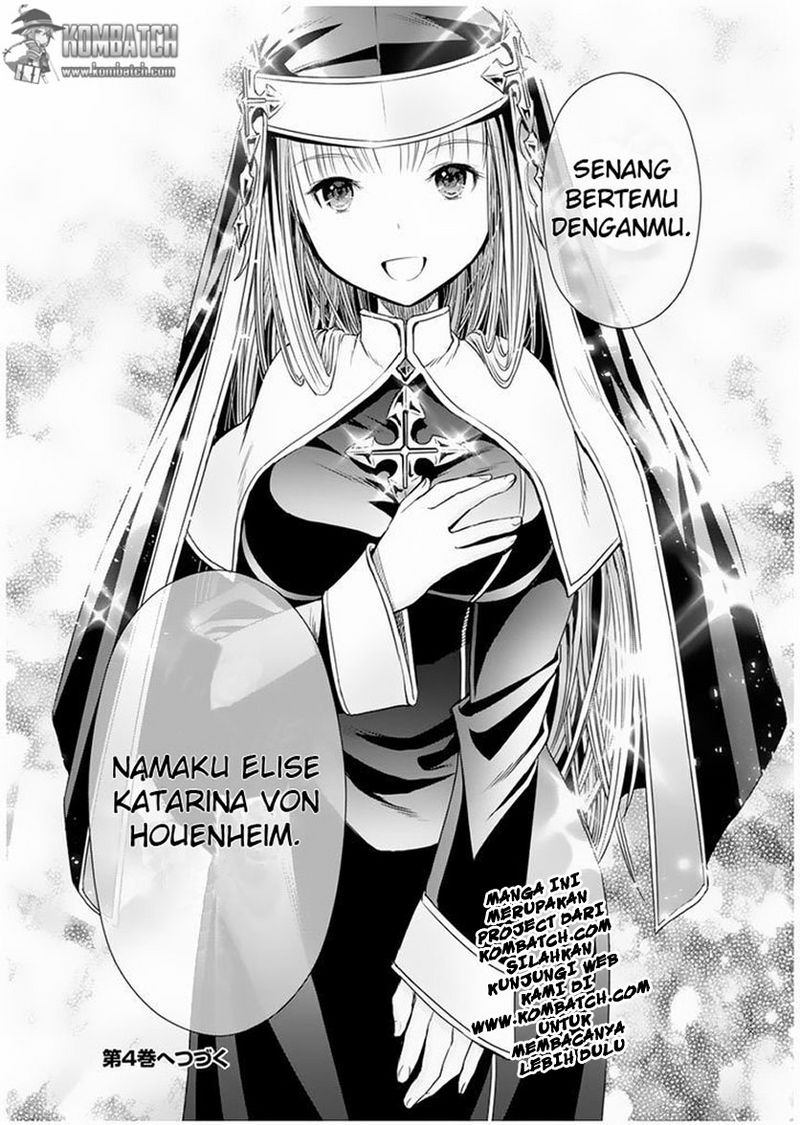 KOMBATCH
www.kombatch.com
SENANG
BERTEMU
DENGANMU.
NAMAKU ELISE
KATARINA VON
HOUENHEIM.
MANGA INI
MERUPAKAN
PROJECT DARI
KOMBATCH.COM
SILAHKAN
KUNJUNGI WEB
KAMI DI
WWW.KOMBATCH.COM
UNTUK
MEMBACANYA
LEBIH DULU
第4巻へつづく